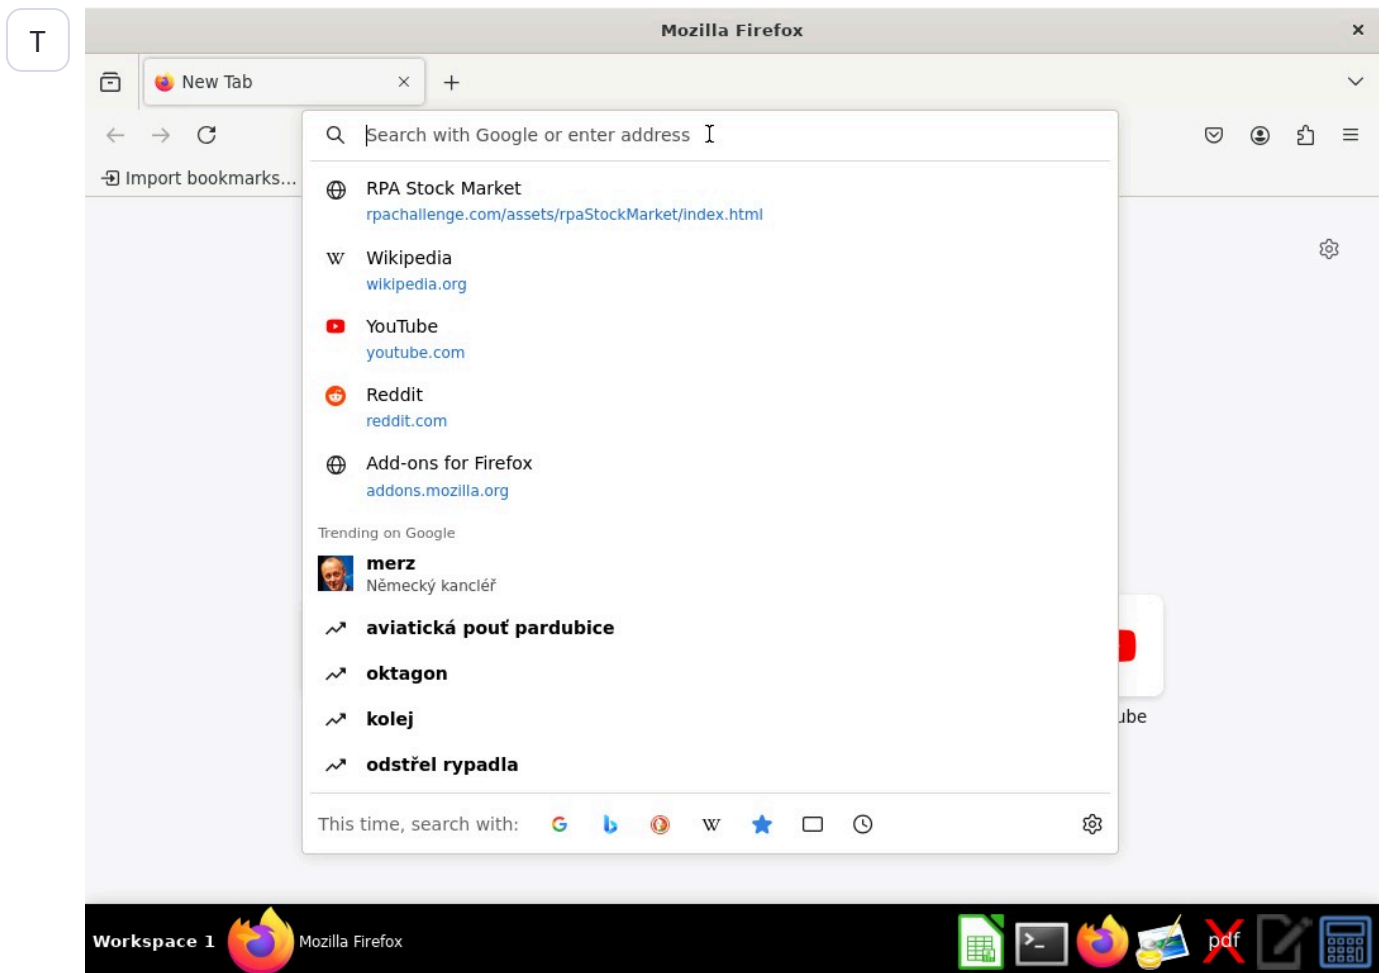 T
Mozilla Firefox
New Tab
Search with Google or enter address
Import bookmarks...
RPA Stock Market
rpachallenge.com/assets/rpaStockMarket/index.html
W Wikipedia
wikipedia.org
YouTube
youtube.com
Reddit
reddit.com
Add-ons for Firefox
addons.mozilla.org
Trending on Google
merz
Německý kancléř
aviatická pouť pardubice
oktagon
kolej
ube
odstřel rypadla
This time, search with: G b W
Workspace 1 Mozilla Firefox pdf